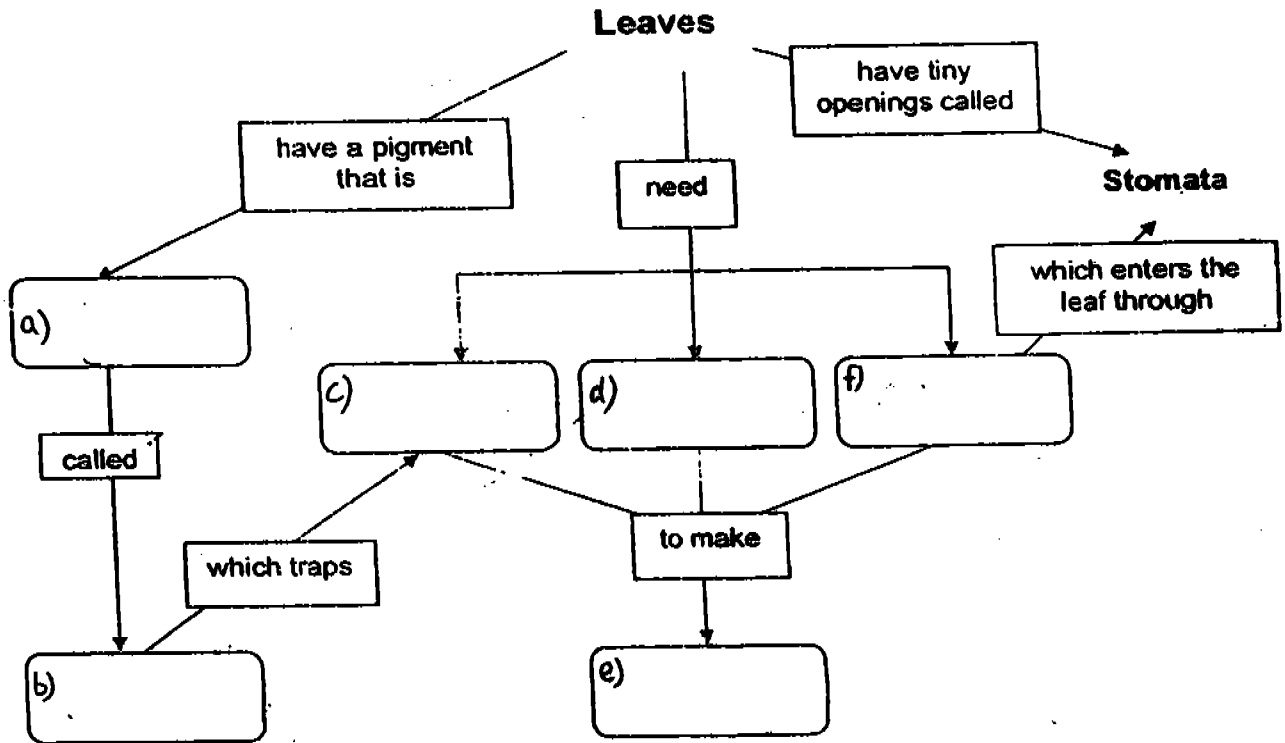 Leaves
have tiny
openings called
have a pigment
that is
need
Stomata
which enters the
leaf through
a)
c)
d)
f)
called
to make
which traps
b)
e)